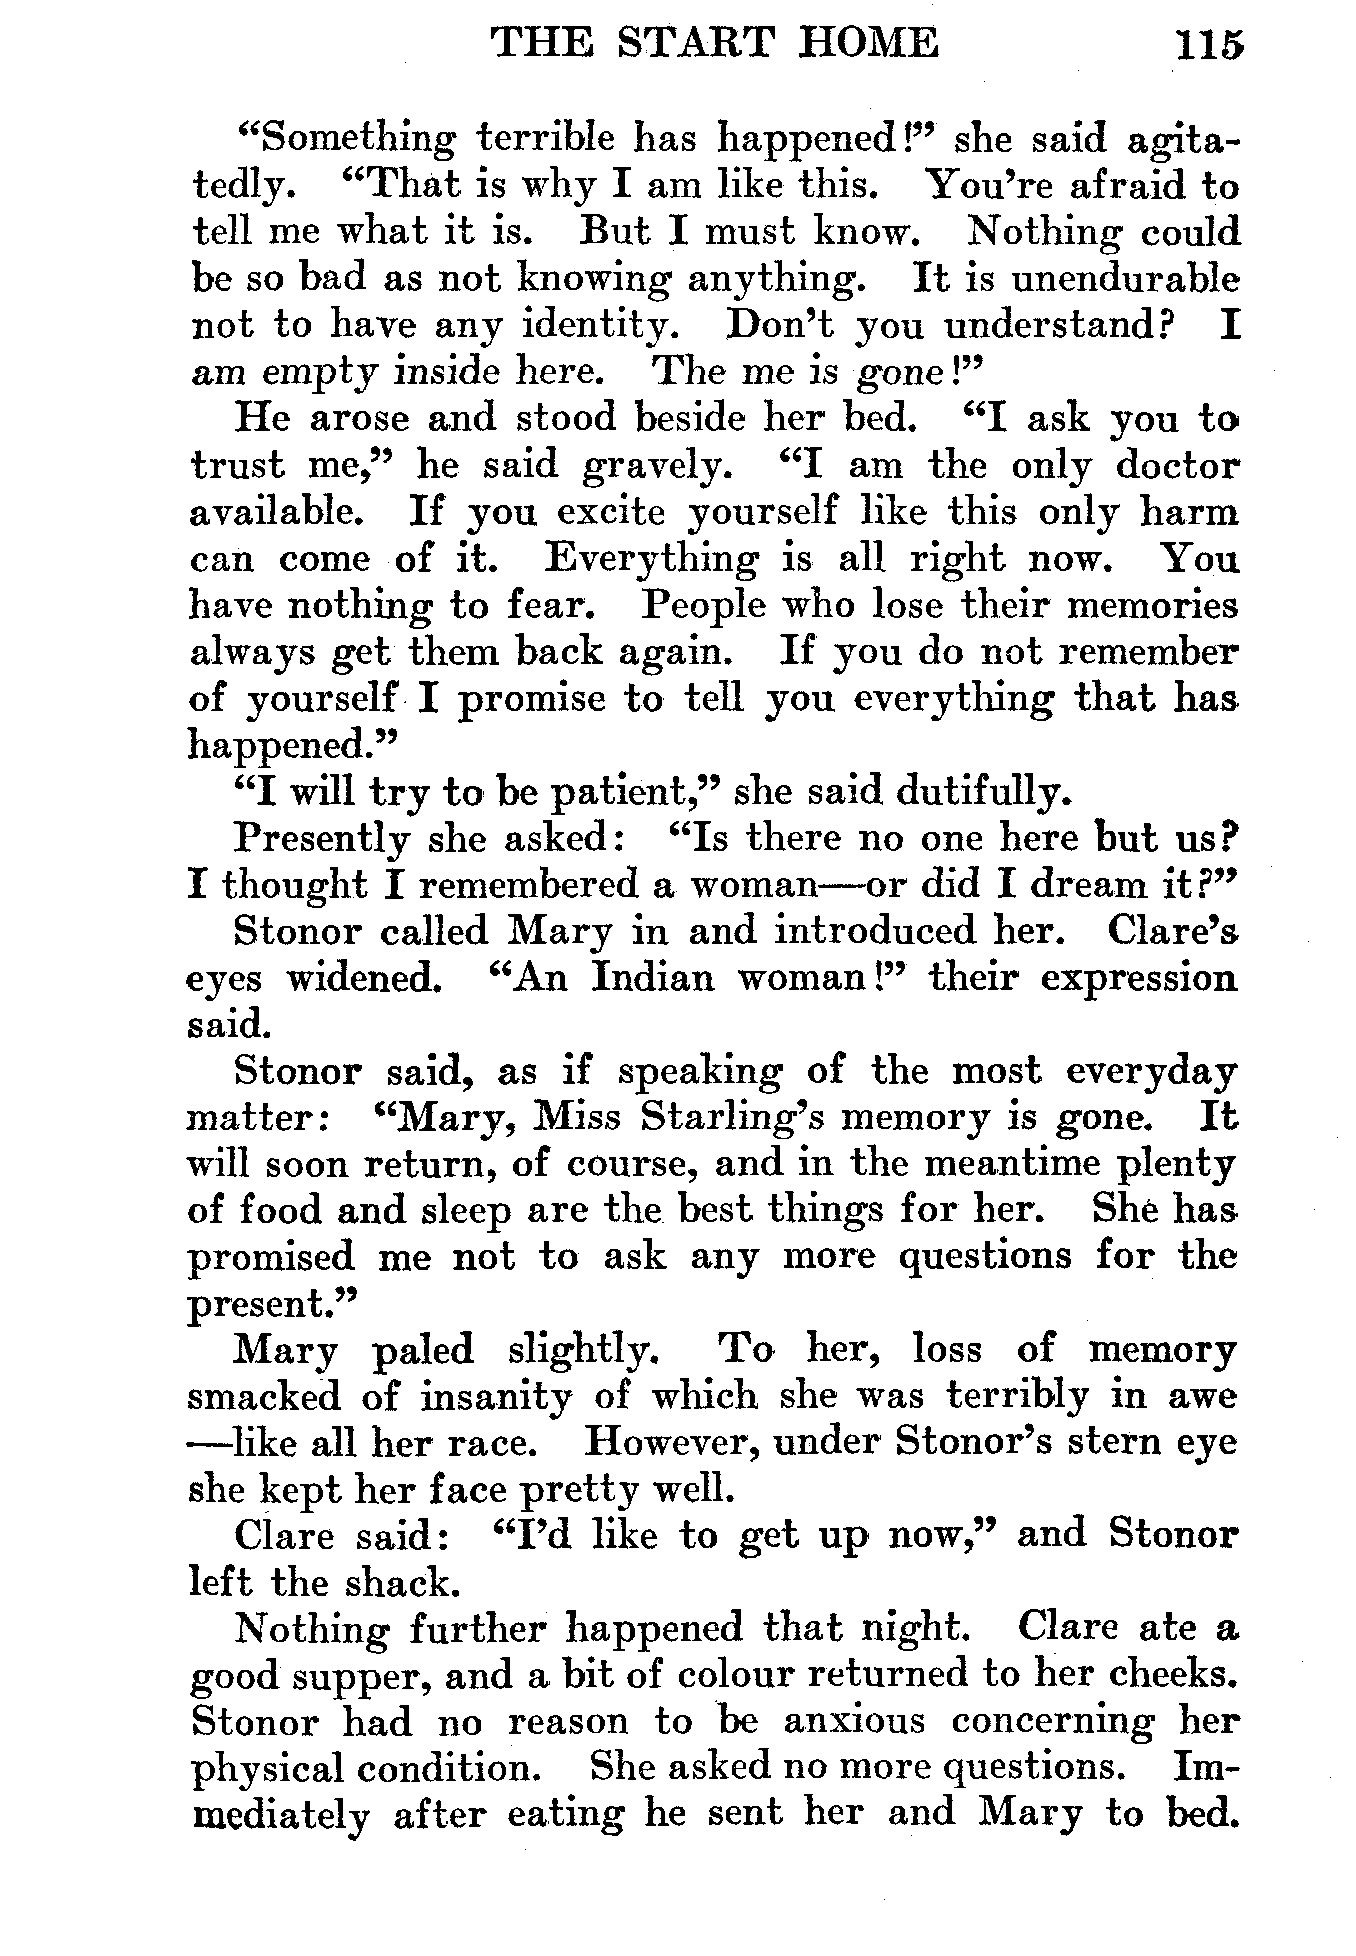 THE START HOME 115
“Something terrible has happened!” she said agita-
tedly. “That is why I am like this. You're afraid to
tell me what it is. But I must know. Nothing could
be so bad as not knowing anything. It is unendurable
not to have any identity. Don't you understand? I
am empty inside here. The me is gone!”
He arose and stood beside her bed. “I ask you to
trust me,” he said gravely. “I am the only doctor
available. If you excite yourself like this only harm
can come of it. Everything is all right now. You
have nothing to fear. People who lose their memories
always get them back again. If you do not remember
of yourself I promise to tell you everything that has
happened.”
“I will try to be patient,” she said dutifully.
Presently she asked: “Is there no one here but us?
I thought I remembered a woman—or did I dream it?”
Stonor called Mary in and introduced her. Clare's
eyes widened. “An Indian woman!” their expression
said.
Stonor said, as if speaking of the most everyday
matter: “Mary, Miss Starling's memory is gone. It
will soon return, of course, and in the meantime plenty
of food and sleep are the best things for her. She has
promised me not to ask any more questions for the
present.”
Mary paled slightly. To her, loss of memory
smacked of insanity of which she was terribly in awe
—like all her race. However, under Stonor's stern eye
she kept her face pretty well.
Clare said: “I'd like to get up now,” and Stonor
left the shack.
Nothing further happened that night. Clare ate a
good supper, and a bit of colour returned to her cheeks.
Stonor had no reason to be anxious concerning her
physical condition. She asked no more questions. Im-
mediately after eating he sent her and Mary to bed.